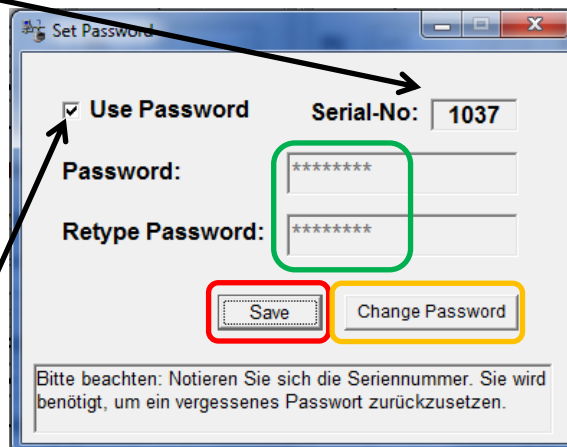 Set Password
Use Password Serial-No: 1037
Password: ********
Retype Password: ********
Save Change Password
Bitte beachten: Notieren Sie sich die Seriennummer. Sie wird
benötigt, um ein vergessenes Passwort zurückzusetzen.